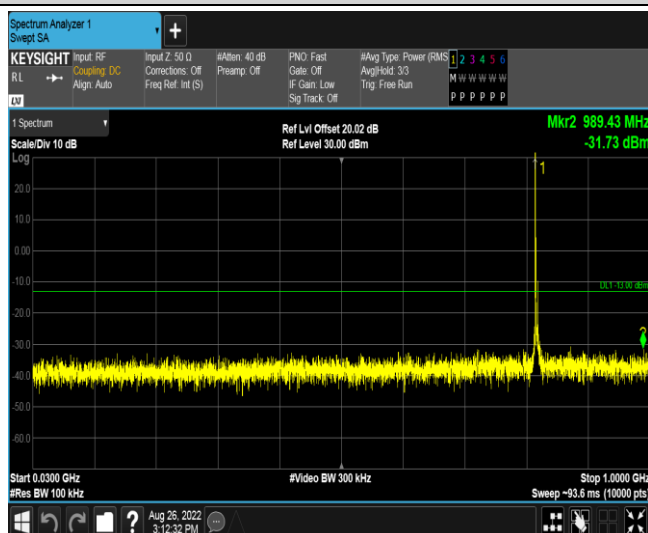 Spectrum Analyzer 1
Swept SA
+
KEYSIGHT
RL
LXI
Input: RF
Coupling: DC
Align: Auto
Input Z: 50 Ω
Corrections: Off
Freq Ref: Int (S)
#Atten: 40 dB
Preamp: Off
PNO: Fast
Gate: Off
IF Gain: Low
Sig Track: Off
#Avg Type: Power (RMS
Avg|Hold: 3/3
Trig: Free Run
1 2 3 4 5 6
M W W W W W
P P P P P P
1 Spectrum
Scale/Div 10 dB
Log
Ref Lvl Offset 20.02 dB
Ref Level 30.00 dBm
Mkr2 989.43 MHz
-31.73 dBm
1
20.0
10.0
0.00
-10.0
DL1 -13.00 dBm
-20.0
2
-30.0
-40.0
-50.0
-60.0
Start 0.0300 GHz
#Res BW 100 kHz
#Video BW 300 kHz
Stop 1.0000 GHz
Sweep ~93.6 ms (10000 pts)
?
Aug 26, 2022
3:12:32 PM